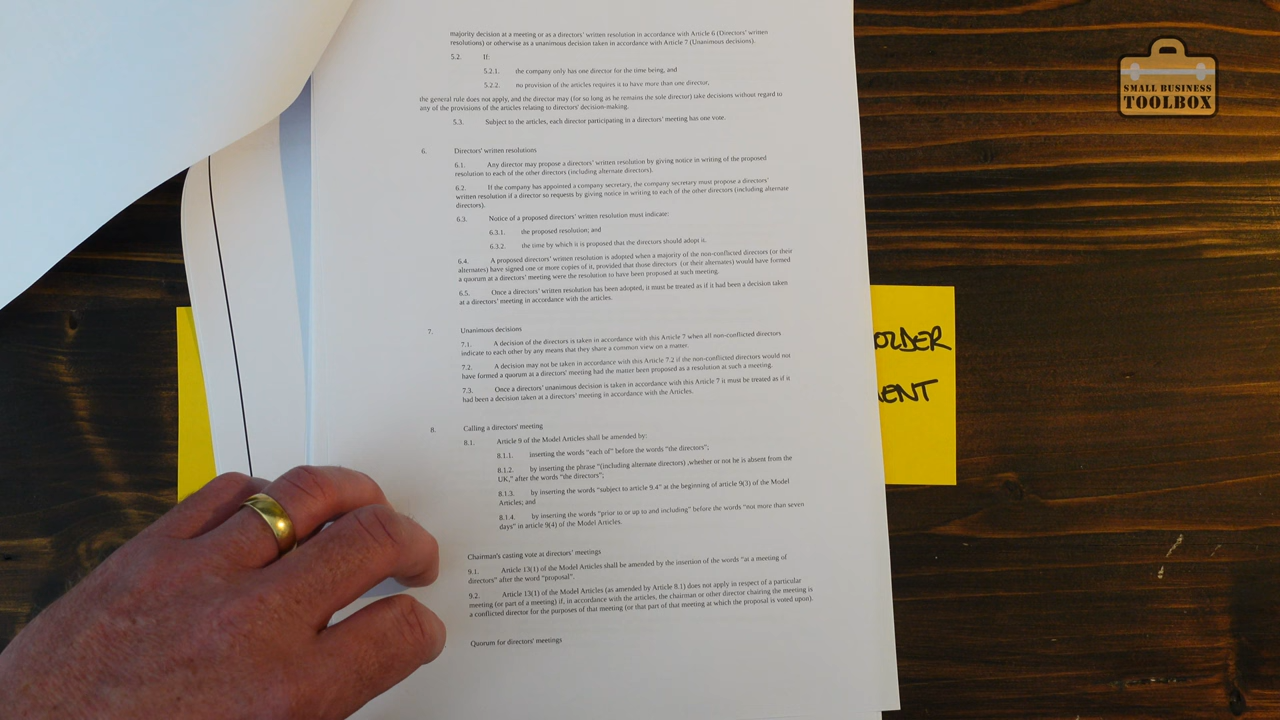 majority decision at a meeting or as a directors' written resolution in accordance with Article 6 (Directors' written
resolutions) or otherwise as a unanimous decision taken in accordance with Article 7 (Unanimous decisions).
5.2. If:
5.2.1. the company only has one director for the time being, and
5.2.2. no provision of the articles requires it to have more than one director,
the general rule does not apply, and the director may (for so long as he remains the sole director) take decisions without regard to
any of the provisions of the articles relating to directors' decision-making.
5.3. Subject to the articles, each director participating in a directors' meeting has one vote.
6. Directors' written resolutions
6.1. Any director may propose a directors' written resolution by giving notice in writing of the proposed
resolution to each of the other directors (including alternate directors).
6.2. If the company has appointed a company secretary, the company secretary must propose a directors'
written resolution if a director so requests by giving notice in writing to each of the other directors (including alternate
directors).
6.3. Notice of a proposed directors' written resolution must indicate:
6.3.1. the proposed resolution; and
6.3.2. the time by which it is proposed that the directors should adopt it.
6.4. A proposed directors' written resolution is adopted when a majority of the non-conflicted directors (or their
alternates) have signed one or more copies of it, provided that those directors (or their alternates) would have formed
a quorum at a directors' meeting were the resolution to have been proposed at such meeting.
6.5. Once a directors' written resolution has been adopted, it must be treated as if it had been a decision taken
at a directors' meeting in accordance with the articles.
7. Unanimous decisions
7.1. A decision of the directors is taken in accordance with this Article 7 when all non-conflicted directors
indicate to each other by any means that they share a common view on a matter.
7.2. A decision may not be taken in accordance with this Article 7.2 if the non-conflicted directors would not
have formed a quorum at a directors' meeting had the matter been proposed as a resolution at such a meeting.
7.3. Once a directors' unanimous decision is taken in accordance with this Article 7 it must be treated as if it
had been a decision taken at a directors' meeting in accordance with the Articles.
8. Calling a directors' meeting
8.1. Article 9 of the Model Articles shall be amended by:
8.1.1. inserting the words "each of" before the words "the directors";
8.1.2. by inserting the phrase "(including alternate directors) ,whether or not he is absent from the
UK," after the words "the directors";
8.1.3. by inserting the words "subject to article 9.4" at the beginning of article 9(3) of the Model
Articles; and
8.1.4. by inserting the words "prior to or up to and including" before the words "not more than seven
days" in article 9(4) of the Model Articles.
Chairman's casting vote at directors' meetings
9.1. Article 13(1) of the Model Articles shall be amended by the insertion of the words "at a meeting of
directors" after the word "proposal".
9.2. Article 13(1) of the Model Articles (as amended by Article 8.1) does not apply in respect of a particular
meeting (or part of a meeting) if, in accordance with the articles, the chairman or other director chairing the meeting is
a conflicted director for the purposes of that meeting (or that part of that meeting at which the proposal is voted upon).
Quorum for directors' meetings
OLDER
ENT
SMALL BUSINESS
TOOLBOX